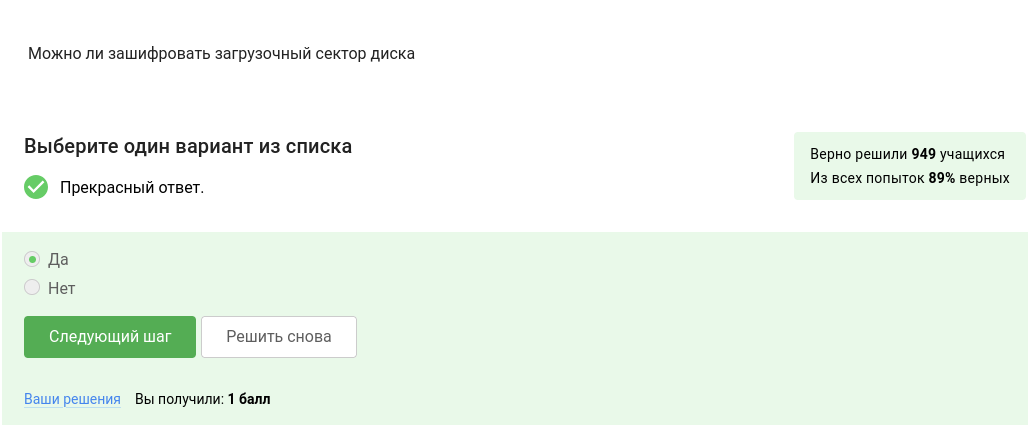 Можно ли зашифровать загрузочный сектор диска
Выберите один вариант из списка
Прекрасный ответ.
Верно решили 949 учащихся
Из всех попыток 89% верных
Да
Нет
Следующий шаг
Решить снова
Ваши решения Вы получили: 1 балл